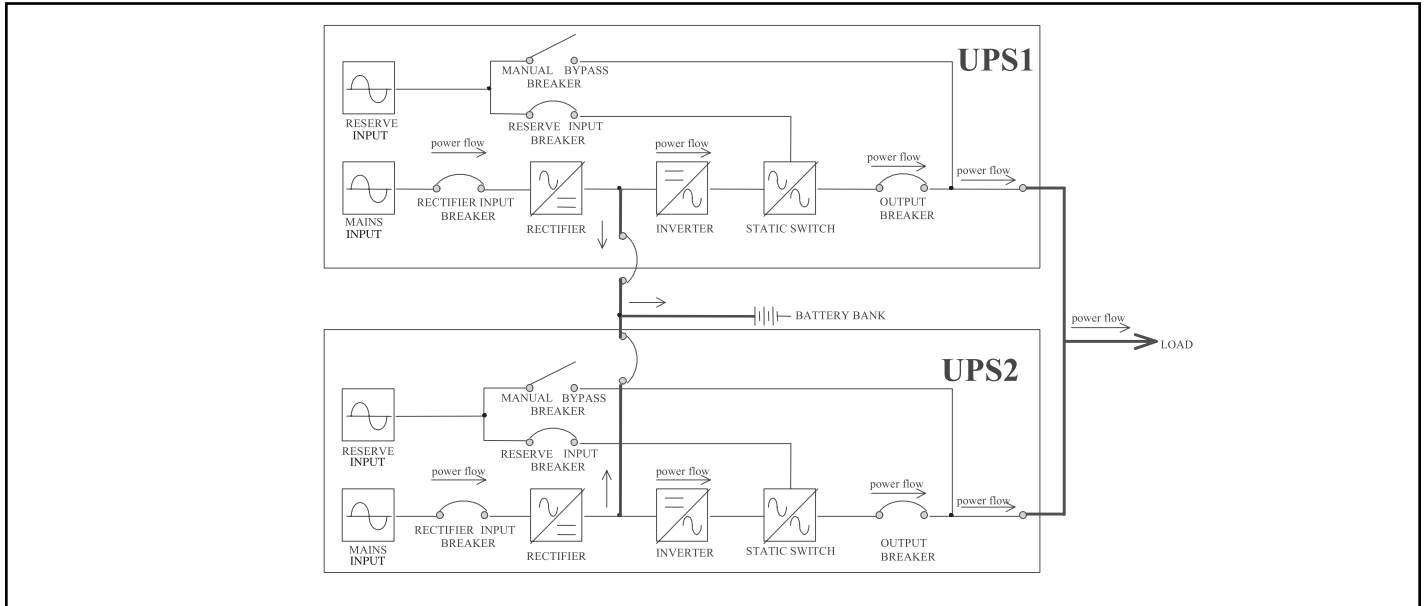 UPS1
MANUAL BYPASS
BREAKER
RESERVE
INPUT
RESERVE INPUT
BREAKER
power flow
power flow
power flow
power flow
RECTIFIER INPUT
BREAKER
MAINS
INPUT
RECTIFIER
INVERTER
STATIC SWITCH
OUTPUT
BREAKER
BATTERY BANK
power flow
LOAD
UPS2
MANUAL BYPASS
BREAKER
RESERVE
INPUT
RESERVE INPUT
BREAKER
power flow
power flow
power flow
power flow
RECTIFIER INPUT
BREAKER
MAINS
INPUT
RECTIFIER
INVERTER
STATIC SWITCH
OUTPUT
BREAKER